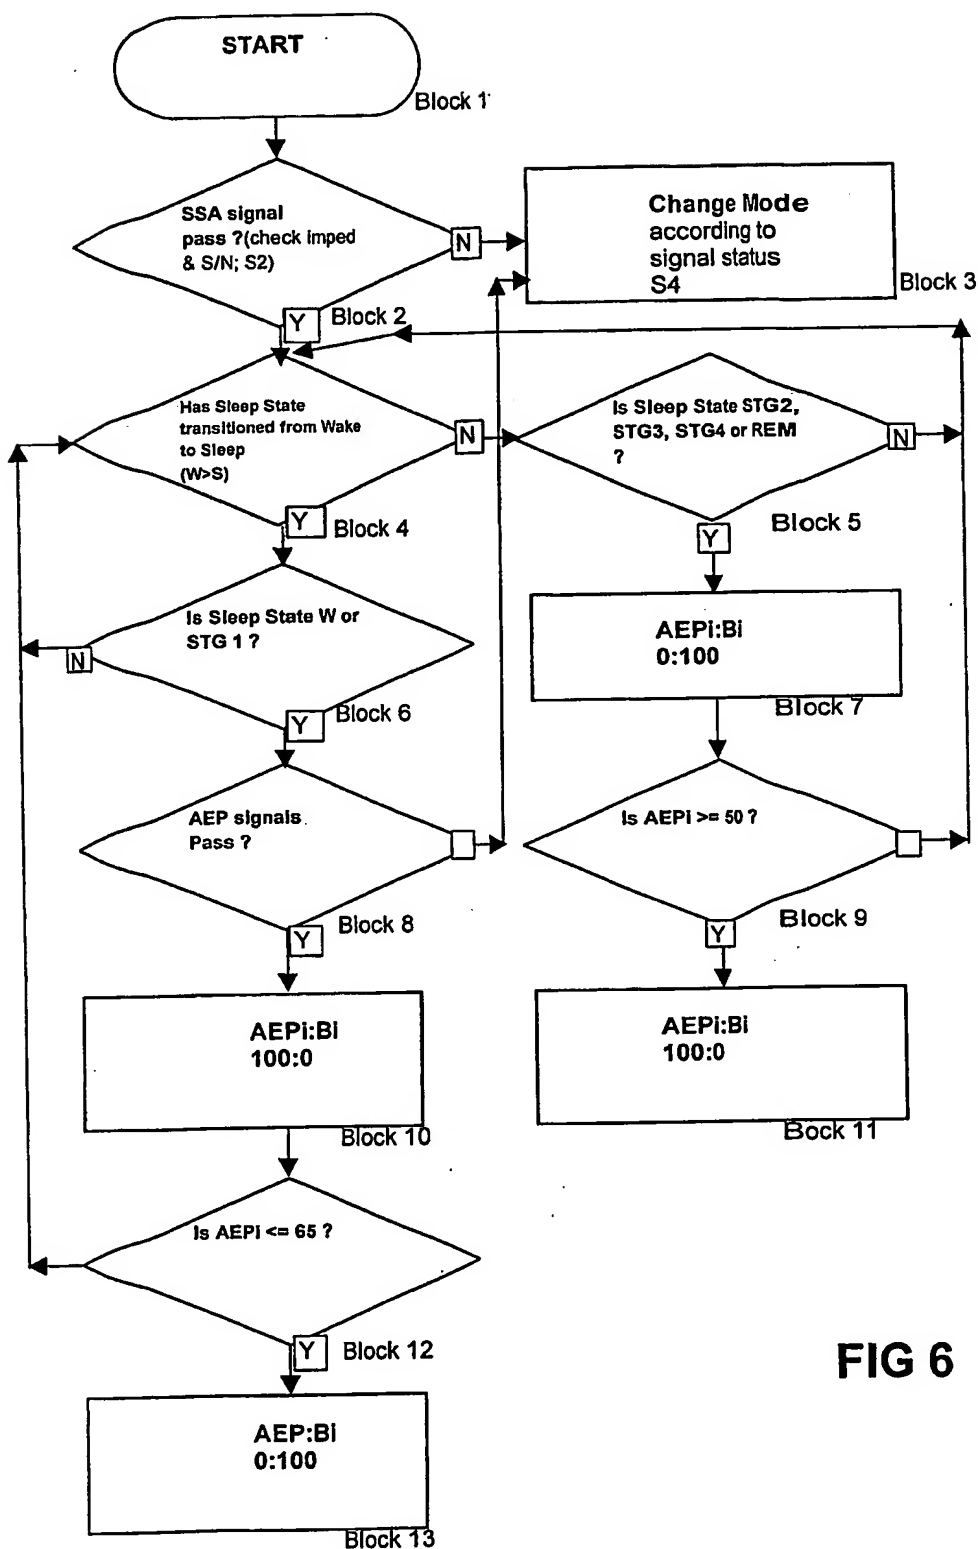 START
Block 1
SSA signal
pass ?(check imped
& S/N; S2)
N
Y
Block 2
Change Mode
according to
signal status
S4
Block 3
Has Sleep State
transitioned from Wake
to Sleep
(W>S)
N
Y
Block 4
Is Sleep State STG2,
STG3, STG4 or REM
?
N
Y
Block 5
Is Sleep State W or
STG 1 ?
N
Y
Block 6
AEPi:Bi
0:100
Block 7
AEP signals
Pass ?
Y
Block 8
Is AEPi >= 50 ?
Y
Block 9
AEPi:Bi
100:0
Block 10
AEPi:Bi
100:0
Bock 11
Is AEPi <= 65 ?
Y
Block 12
AEP:Bi
0:100
Block 13
FIG 6